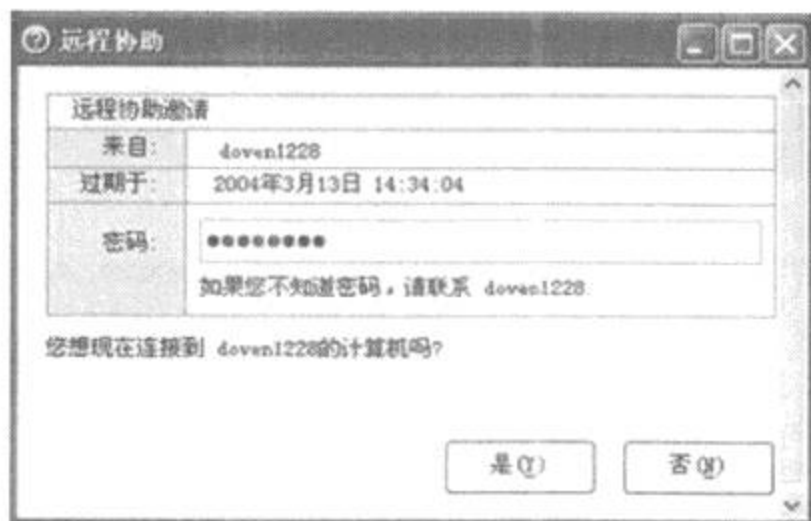 远程协助
远程协助邀请
来自: doven1228
过期于: 2004年3月13日 14:34:04
密码: ●●●●●●●●
如果您不知道密码，请联系 doven1228.
您想现在连接到 doven1228的计算机吗?
是(Y) 否(N)